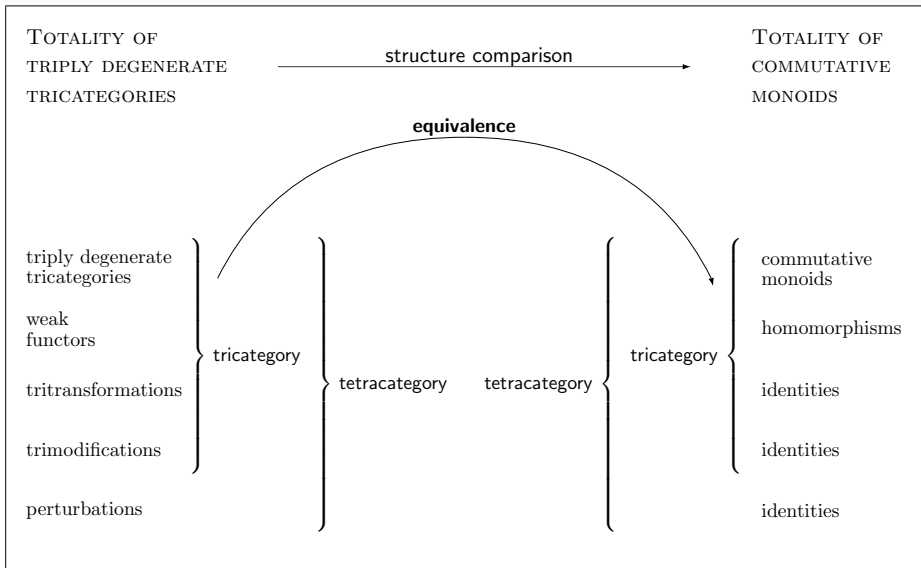 TOTALITY OF
TRIPLY DEGENERATE
TRICATEGORIES
structure comparison
TOTALITY OF
COMMUTATIVE
MONOIDS
equivalence
triply degenerate
tricategories
weak
functors
tritransformations
trimodifications
perturbations
tricategory
tetracategory
tetracategory
tricategory
commutative
monoids
homomorphisms
identities
identities
identities